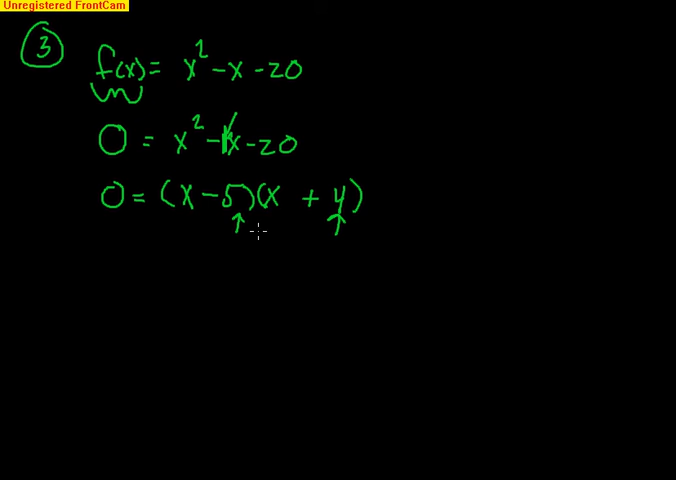 Unregistered FrontCam
3
f(x) = x² - x - 20
0 = x² - 1x - 20
0 = (x - 5)(x + 4)